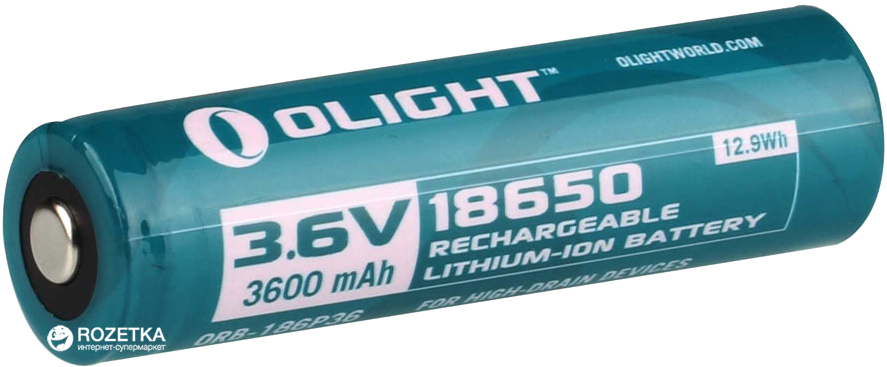 OLIGHT™
OLIGHTWORLD.COM
12.9Wh
3.6V
3600 mAh
18650
RECHARGEABLE
LITHIUM-ION BATTERY
FOR HIGH-DRAIN DEVICES
ORB-186P36
ROZETKA
интернет-супермаркет